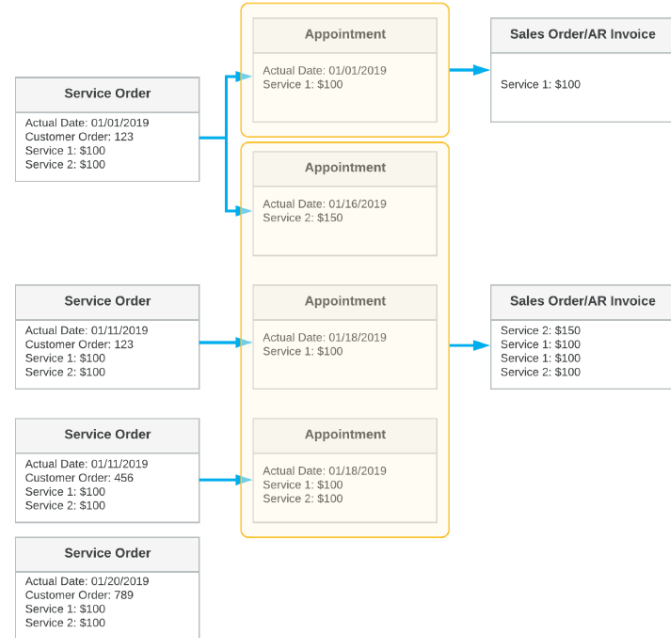 Appointment
Actual Date: 01/01/2019
Service 1: $100
Sales Order/AR Invoice
Service 1: $100
Service Order
Actual Date: 01/01/2019
Customer Order: 123
Service 1: $100
Service 2: $100
Appointment
Actual Date: 01/16/2019
Service 2: $150
Service Order
Actual Date: 01/11/2019
Customer Order: 123
Service 1: $100
Service 2: $100
Appointment
Actual Date: 01/18/2019
Service 1: $100
Sales Order/AR Invoice
Service 2: $150
Service 1: $100
Service 1: $100
Service 2: $100
Service Order
Actual Date: 01/11/2019
Customer Order: 456
Service 1: $100
Service 2: $100
Appointment
Actual Date: 01/18/2019
Service 1: $100
Service 2: $100
Service Order
Actual Date: 01/20/2019
Customer Order: 789
Service 1: $100
Service 2: $100